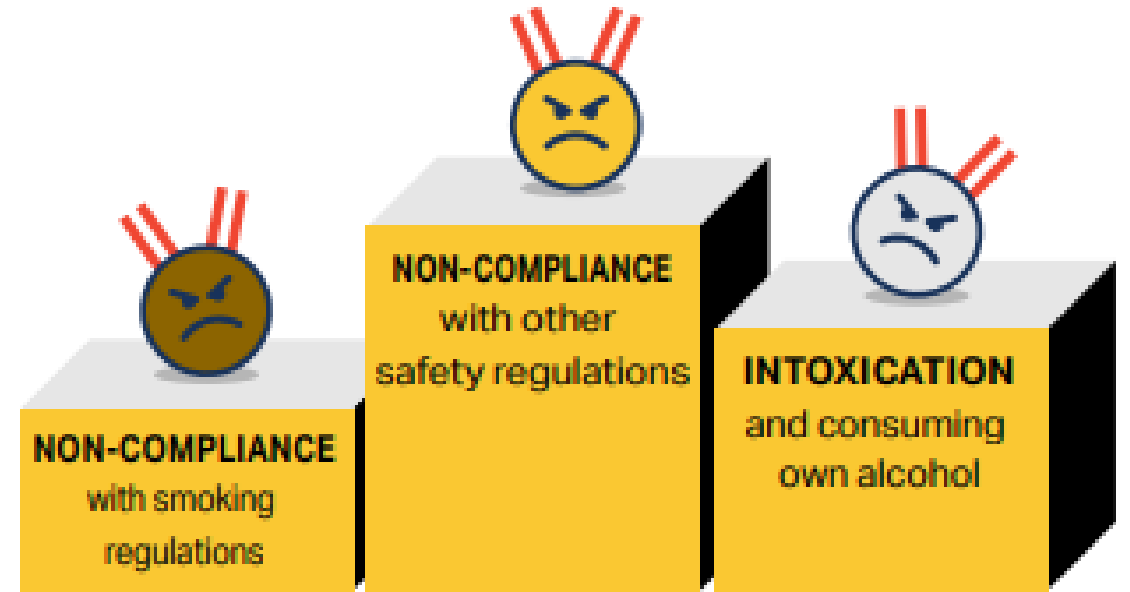 NON-COMPLIANCE
with smoking
regulations
NON-COMPLIANCE
with other
safety regulations
INTOXICATION
and consuming
own alcohol